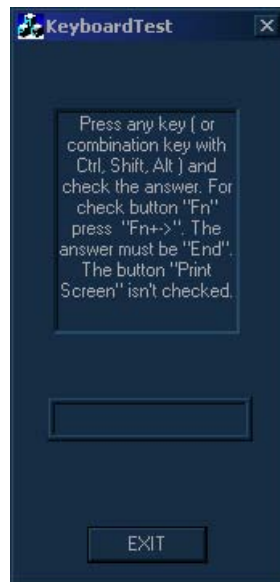 KeyboardTest
Press any key ( or
combination key with
Ctrl, Shift, Alt ) and
check the answer. For
check button "Fn"
press "Fn+->". The
answer must be "End".
The button "Print
Screen" isn't checked.
EXIT